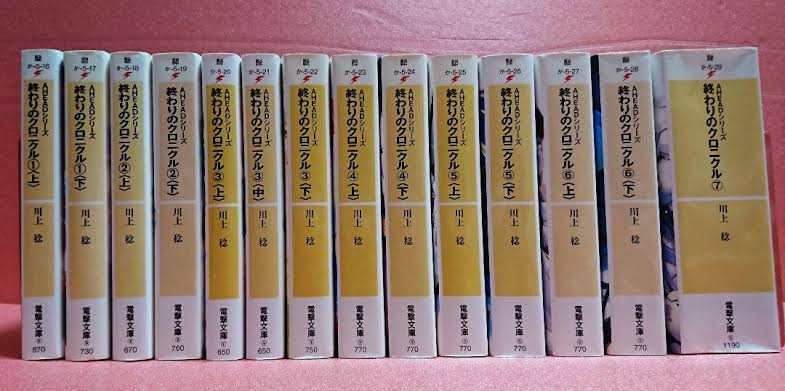 か-5-16
AHEADシリーズ
終わりのクロニクル①〈上〉
川上 稔
電撃文庫
670
か-5-17
AHEADシリーズ
終わりのクロニクル①〈下〉
川上 稔
電撃文庫
730
か-5-18
AHEADシリーズ
終わりのクロニクル②〈上〉
川上 稔
電撃文庫
670
か-5-19
AHEADシリーズ
終わりのクロニクル②〈下〉
川上 稔
電撃文庫
750
か-5-20
AHEADシリーズ
終わりのクロニクル③〈上〉
川上 稔
電撃文庫
650
か-5-21
AHEADシリーズ
終わりのクロニクル③〈中〉
川上 稔
電撃文庫
650
か-5-22
AHEADシリーズ
終わりのクロニクル③〈下〉
川上 稔
電撃文庫
750
か-5-23
AHEADシリーズ
終わりのクロニクル④〈上〉
川上 稔
電撃文庫
770
か-5-24
AHEADシリーズ
終わりのクロニクル④〈下〉
川上 稔
電撃文庫
770
か-5-25
AHEADシリーズ
終わりのクロニクル⑤〈上〉
川上 稔
電撃文庫
770
か-5-26
AHEADシリーズ
終わりのクロニクル⑤〈下〉
川上 稔
電撃文庫
770
か-5-27
AHEADシリーズ
終わりのクロニクル⑥〈上〉
川上 稔
電撃文庫
770
か-5-28
AHEADシリーズ
終わりのクロニクル⑥〈下〉
川上 稔
電撃文庫
770
か-5-29
AHEADシリーズ
終わりのクロニクル⑦
川上 稔
電撃文庫
1190